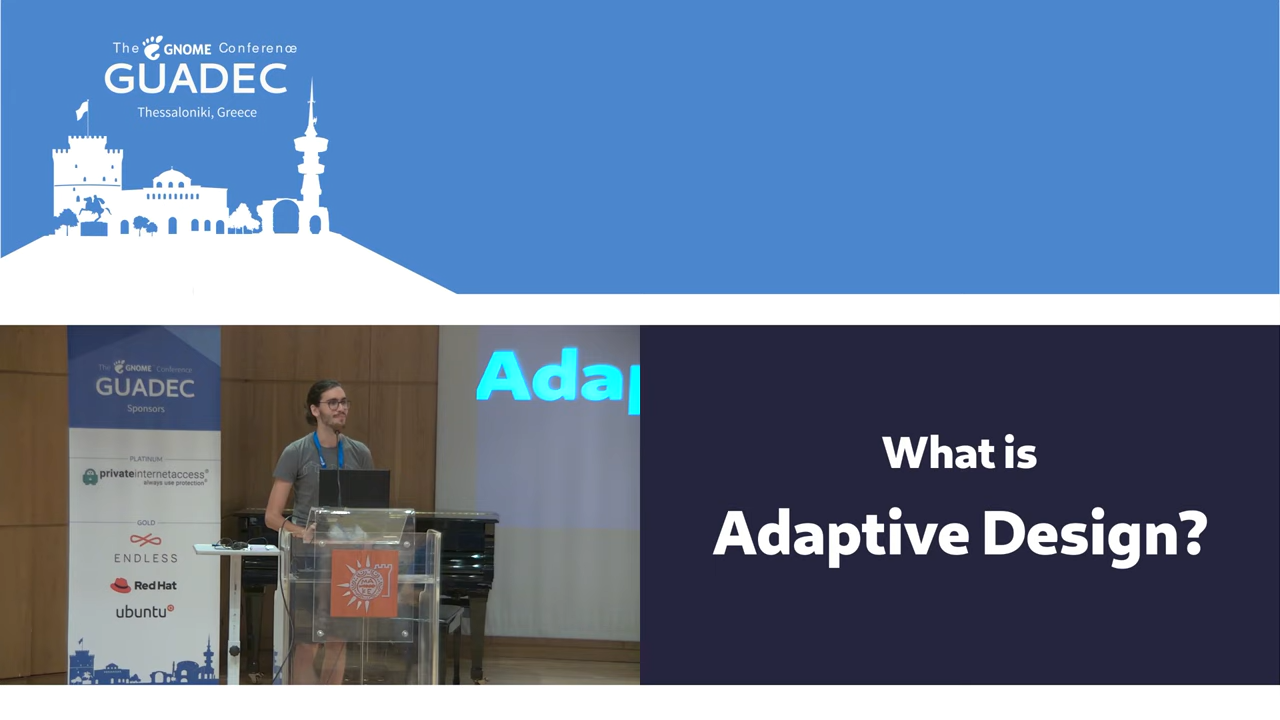 The GNOME Conference
GUADEC
Thessaloniki, Greece
The GNOME Conference
GUADEC
Sponsors
PLATINUM
privateinternetaccess®
always use protection®
GOLD
ENDLESS
Red Hat
ubuntu®
Adap
What is
Adaptive Design?